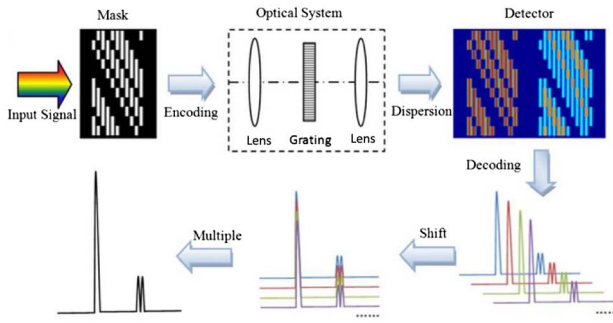 Mask
Optical System
Detector
Input Signal
Encoding
Lens
Grating
Lens
Dispersion
Decoding
Multiple
Shift
......
....